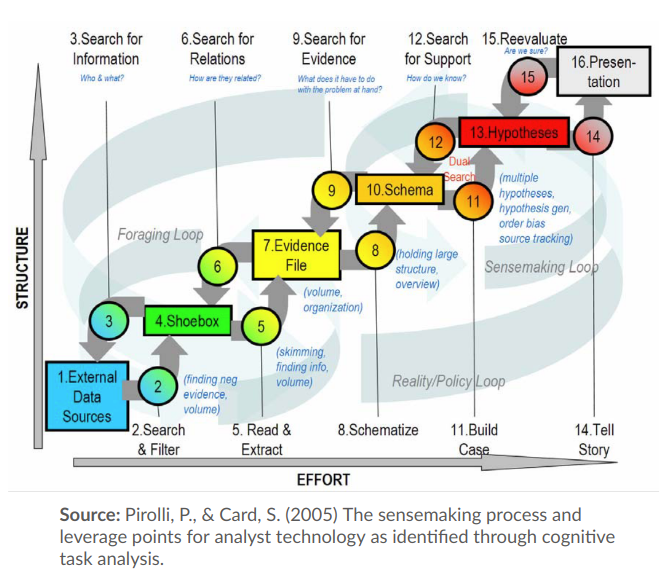 3.Search for
Information
Who & what?
6.Search for
Relations
How are they related?
9.Search for
Evidence
What does it have to do
with the problem at hand?
12.Search
for Support
How do we know?
15.Reevaluate
Are we sure?
15
16.Presen-
tation
14
13.Hypotheses
12
Dual
Search
11
(multiple
hypotheses,
hypothesis gen,
order bias
source tracking)
10.Schema
9
8
(holding large
structure,
overview)
Foraging Loop
Sensemaking Loop
7.Evidence
File
6
(volume,
organization)
4.Shoebox
5
3
(skimming,
finding info,
volume)
Reality/Policy Loop
1.External
Data
Sources
2
(finding neg
evidence,
volume)
2.Search
& Filter
5. Read &
Extract
8.Schematize
11.Build
Case
14.Tell
Story
STRUCTURE
EFFORT
Source: Pirolli, P., & Card, S. (2005) The sensemaking process and
leverage points for analyst technology as identified through cognitive
task analysis.